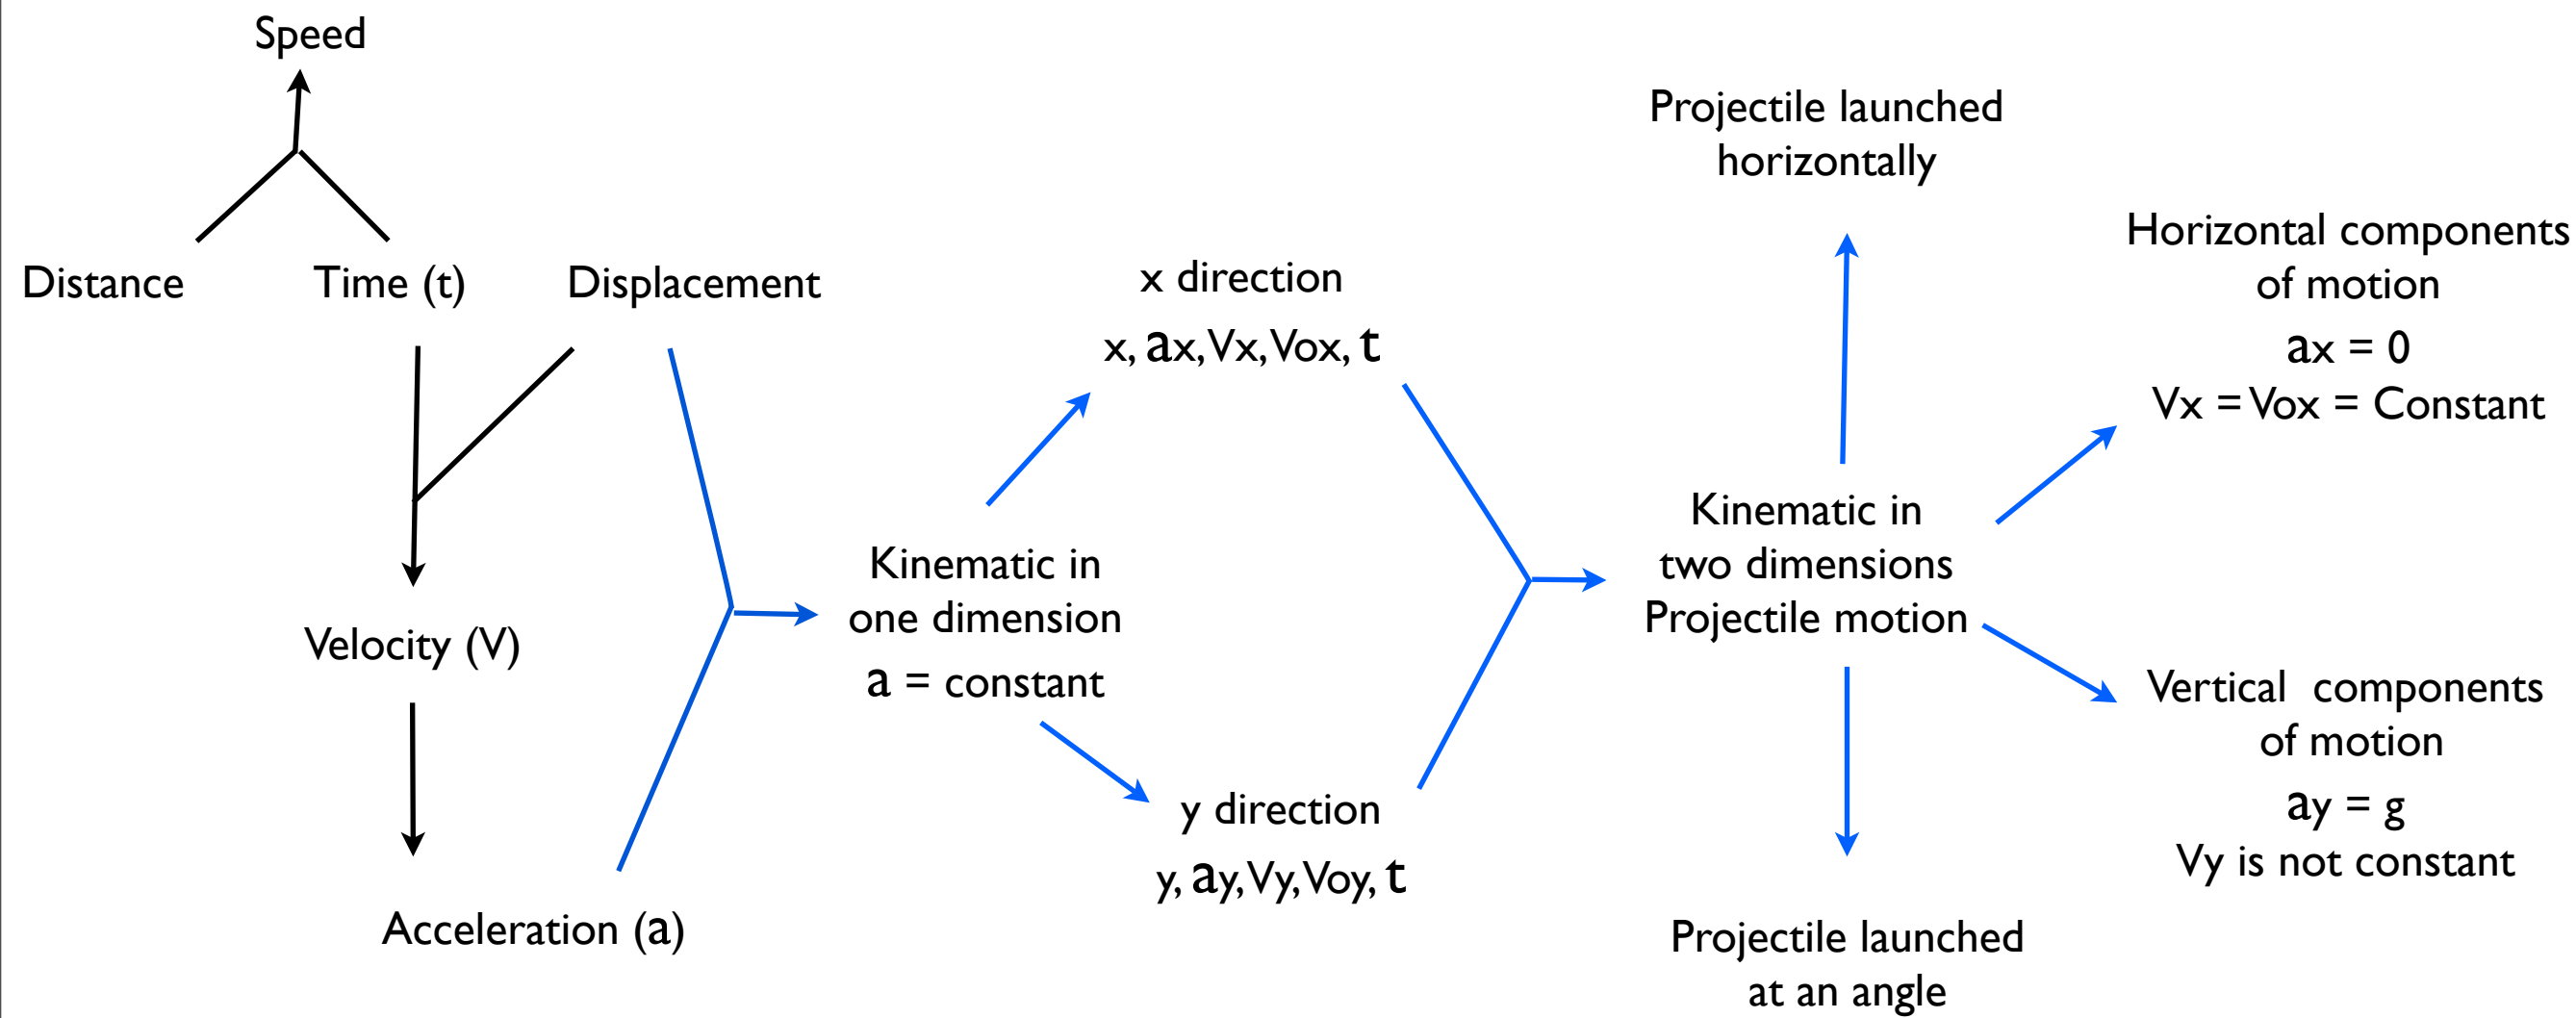 Speed
Distance
Time (t)
Displacement
Velocity (V)
Acceleration (a)
Kinematic in
one dimension
a = constant
x direction
x, ax, Vx, Vox, t
y direction
y, ay, Vy, Voy, t
Projectile launched
horizontally
Kinematic in
two dimensions
Projectile motion
Projectile launched
at an angle
Horizontal components
of motion
ax = 0
Vx = Vox = Constant
Vertical components
of motion
ay = g
Vy is not constant